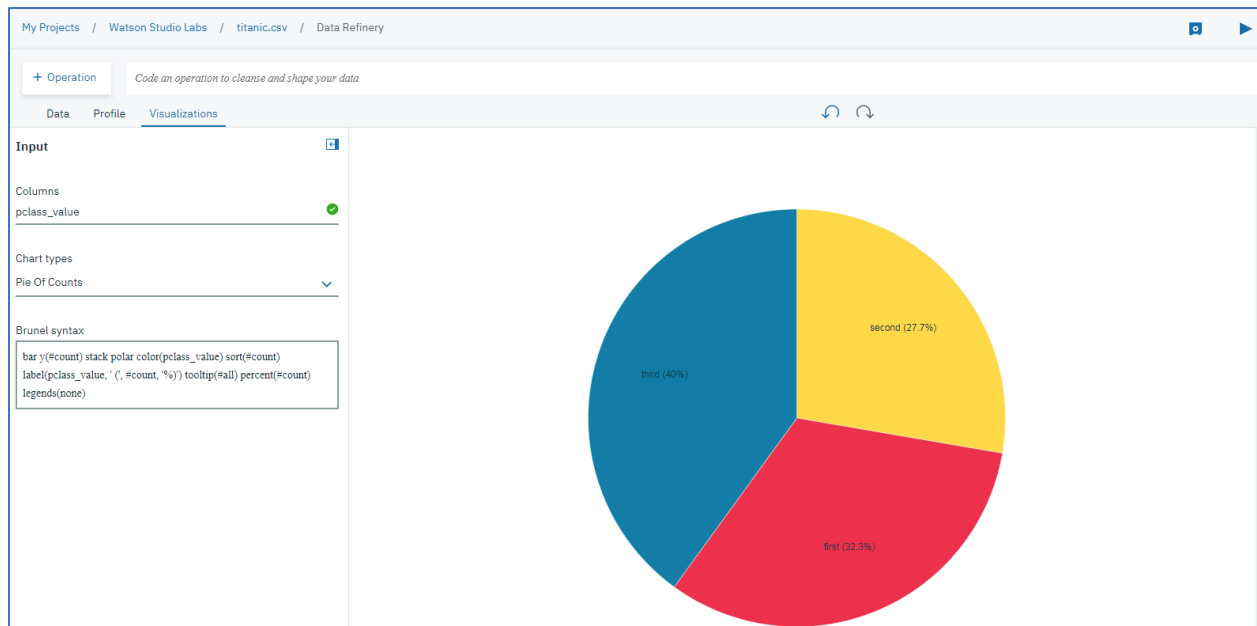 My Projects / Watson Studio Labs / titanic.csv / Data Refinery
+ Operation
Code an operation to cleanse and shape your data
Data Profile Visualizations
Input
Columns
pclass_value
Chart types
Pie Of Counts
Brunel syntax
bar y(#count) stack polar color(pclass_value) sort(#count)
label(pclass_value, ' (', #count, '%)') tooltip(#all) percent(#count)
legends(none)
second (27.7%)
third (40%)
first (32.3%)